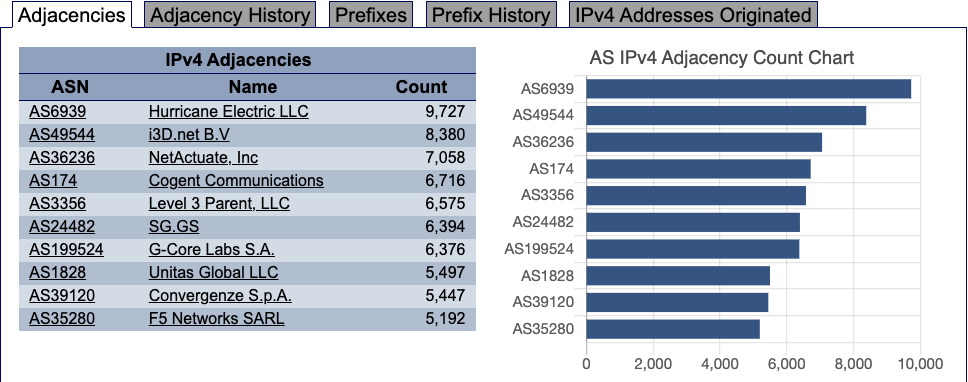 Adjacencies Adjacency History Prefixes Prefix History IPv4 Addresses Originated
IPv4 Adjacencies
ASN Name Count
AS6939 Hurricane Electric LLC 9,727
AS49544 i3D.net B.V 8,380
AS36236 NetActuate, Inc 7,058
AS174 Cogent Communications 6,716
AS3356 Level 3 Parent, LLC 6,575
AS24482 SG.GS 6,394
AS199524 G-Core Labs S.A. 6,376
AS1828 Unitas Global LLC 5,497
AS39120 Convergenze S.p.A. 5,447
AS35280 F5 Networks SARL 5,192
AS IPv4 Adjacency Count Chart
AS6939
AS49544
AS36236
AS174
AS3356
AS24482
AS199524
AS1828
AS39120
AS35280
0 2,000 4,000 6,000 8,000 10,000